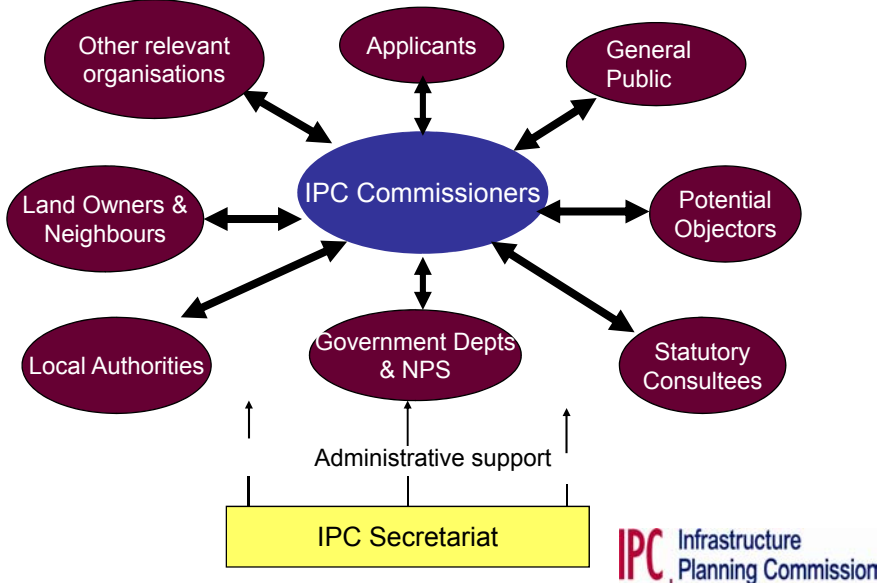 Other relevant
organisations
Applicants
General
Public
IPC Commissioners
Land Owners &
Neighbours
Potential
Objectors
Local Authorities
Government Depts
& NPS
Statutory
Consultees
Administrative support
IPC Secretariat
IPC Infrastructure
Planning Commission